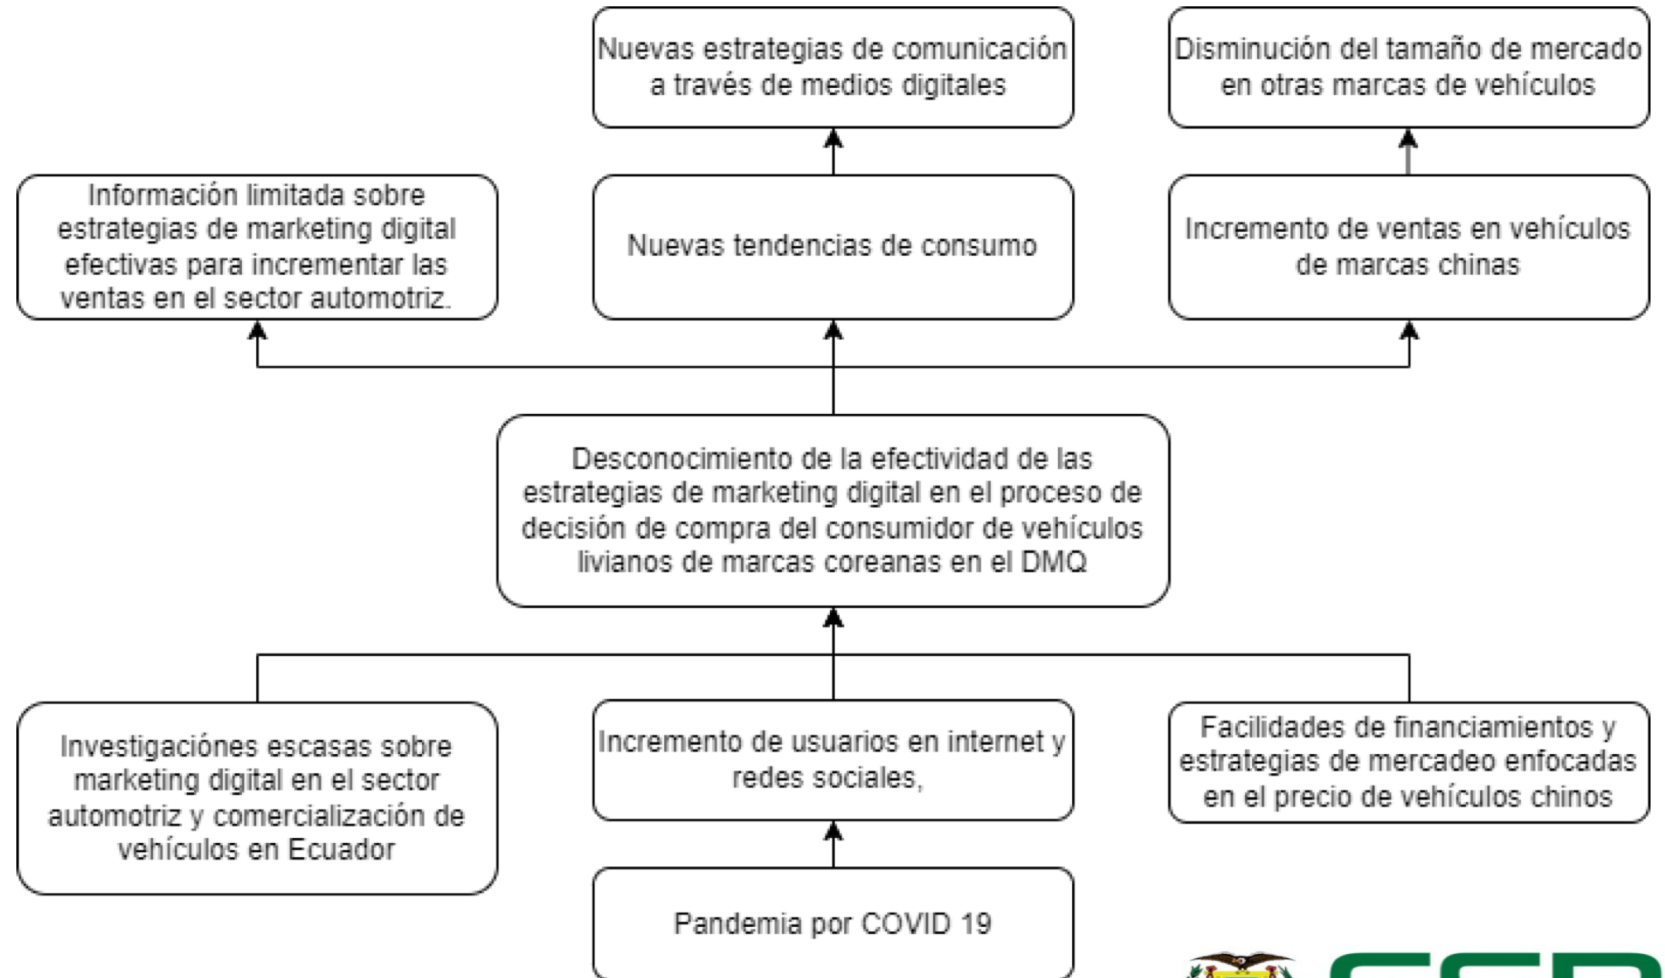 Nuevas estrategias de comunicación
a través de medios digitales
Disminución del tamaño de mercado
en otras marcas de vehículos
Información limitada sobre
estrategias de marketing digital
efectivas para incrementar las
ventas en el sector automotriz.
Nuevas tendencias de consumo
Incremento de ventas en vehículos
de marcas chinas
Desconocimiento de la efectividad de las
estrategias de marketing digital en el proceso de
decisión de compra del consumidor de vehículos
livianos de marcas coreanas en el DMQ
Investigaciónes escasas sobre
marketing digital en el sector
automotriz y comercialización de
vehículos en Ecuador
Incremento de usuarios en internet y
redes sociales,
Facilidades de financiamientos y
estrategias de mercadeo enfocadas
en el precio de vehículos chinos
Pandemia por COVID 19